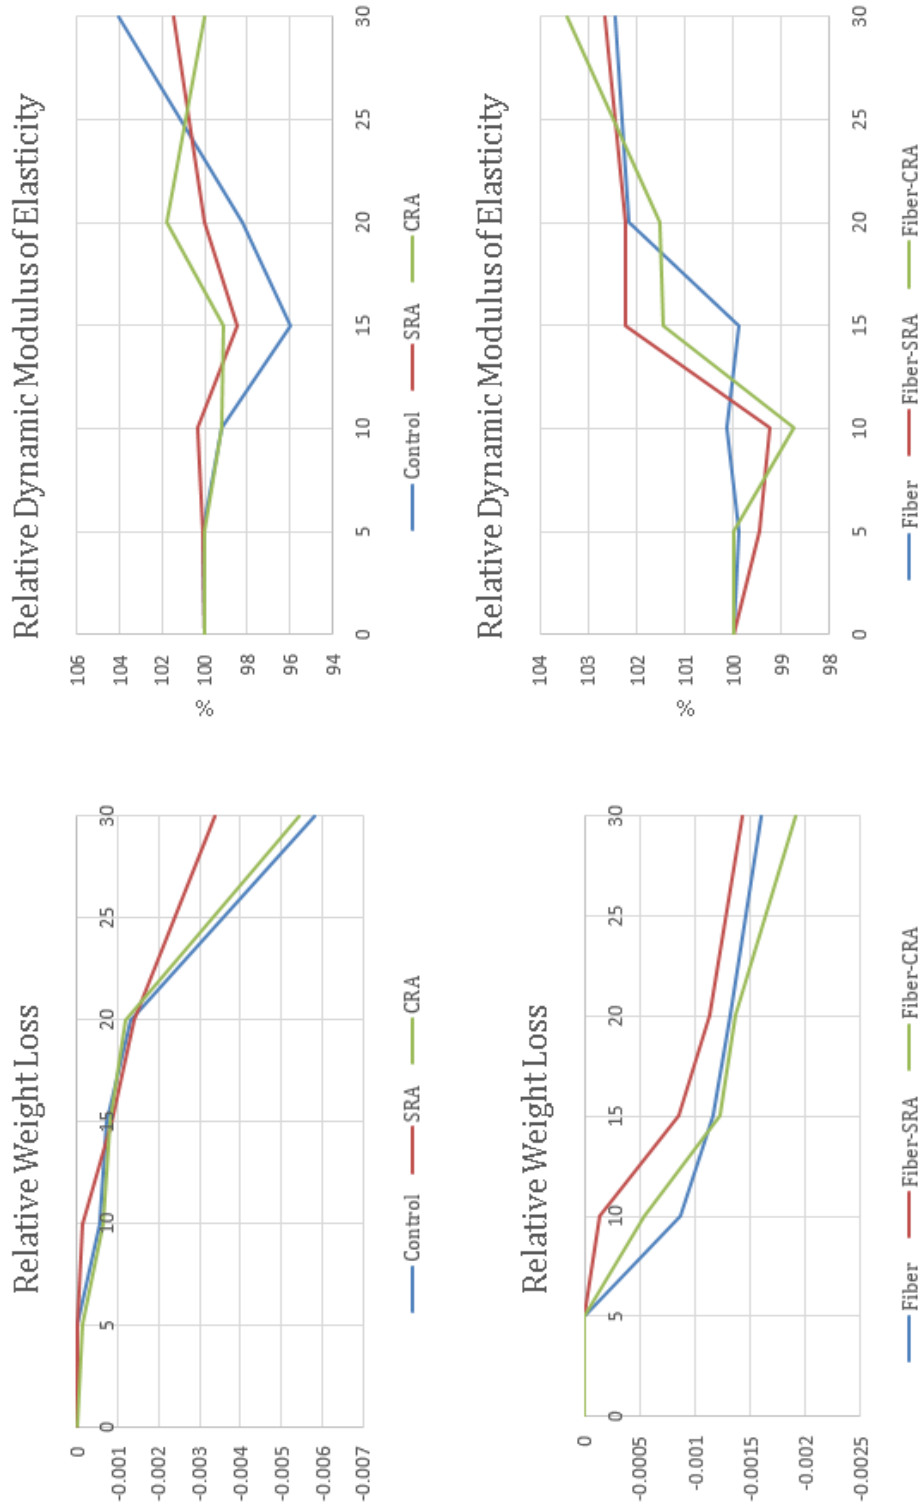 Relative Weight Loss
0
-0.001
-0.002
-0.003
-0.004
-0.005
-0.006
-0.007
0 5 10 15 20 25 30
Control SRA CRA
Relative Dynamic Modulus of Elasticity
106
104
102
100
98
96
94
%
0 5 10 15 20 25 30
Control SRA CRA
Relative Weight Loss
0
-0.0005
-0.001
-0.0015
-0.002
-0.0025
0 5 10 15 20 25 30
Fiber Fiber-SRA Fiber-CRA
Relative Dynamic Modulus of Elasticity
104
103
102
101
100
99
98
%
0 5 10 15 20 25 30
Fiber Fiber-SRA Fiber-CRA